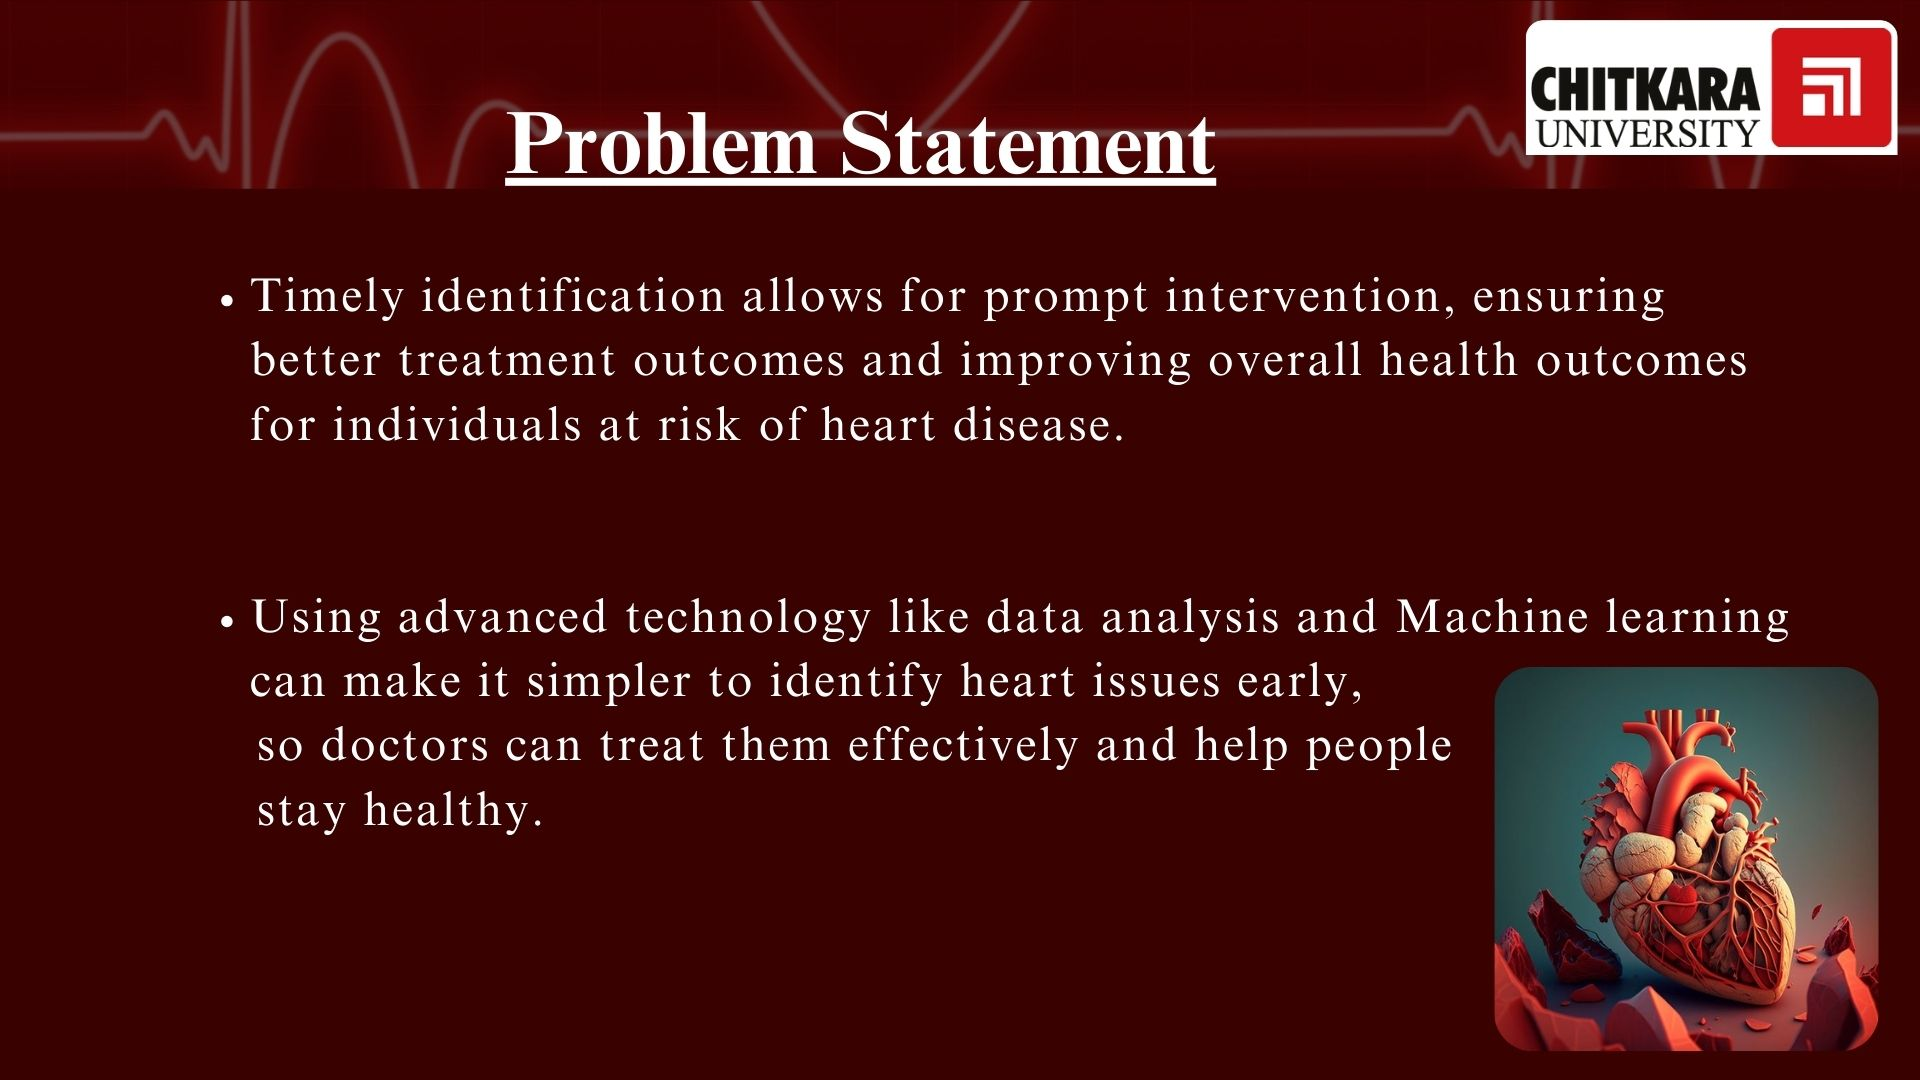 CHITKARA
UNIVERSITY
Problem Statement
• Timely identification allows for prompt intervention, ensuring
better treatment outcomes and improving overall health outcomes
for individuals at risk of heart disease.
• Using advanced technology like data analysis and Machine learning
can make it simpler to identify heart issues early,
so doctors can treat them effectively and help people
stay healthy.